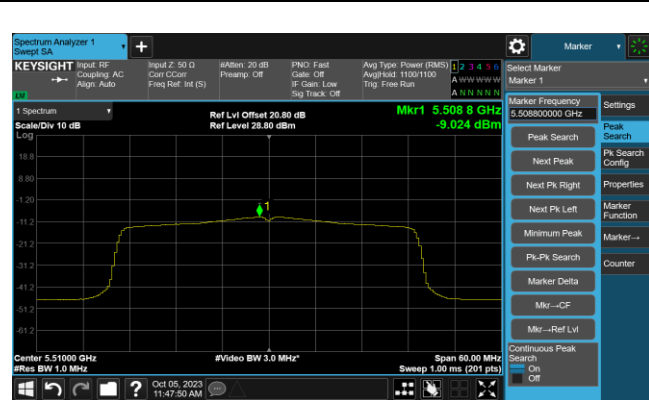 Spectrum Analyzer 1
Swept SA
Marker
KEYSIGHT
Input: RF
Coupling: AC
Align: Auto
Input Z: 50 Ω
Corr CCorr
Freq Ref: Int (S)
#Atten: 20 dB
Preamp: Off
PNO: Fast
Gate: Off
IF Gain: Low
Sig Track: Off
Avg Type: Power (RMS)
Avg|Hold: 1100/1100
Trig: Free Run
1 2 3 4 5 6
A W W W W W
A N N N N N
Select Marker
Marker 1
LXI
1 Spectrum
Scale/Div 10 dB
Log
Ref Lvl Offset 20.80 dB
Ref Level 28.80 dBm
Mkr1 5.508 8 GHz
-9.024 dBm
18.8
8.80
-1.20
-11.2
-21.2
-31.2
-41.2
-51.2
-61.2
1
Center 5.51000 GHz
#Res BW 1.0 MHz
#Video BW 3.0 MHz*
Span 60.00 MHz
Sweep 1.00 ms (201 pts)
Marker Frequency
5.508800000 GHz
Peak Search
Next Peak
Next Pk Right
Next Pk Left
Minimum Peak
Pk-Pk Search
Marker Delta
Mkr→CF
Mkr→Ref Lvl
Continuous Peak
Search
On
Off
Settings
Peak
Search
Pk Search
Config
Properties
Marker
Function
Marker→
Counter
?
Oct 05, 2023
11:47:50 AM